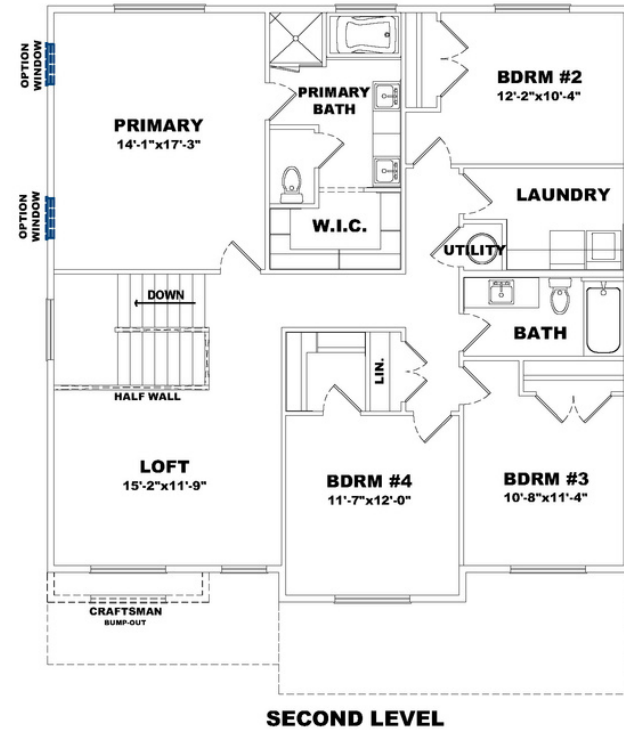 OPTION
WINDOW
PRIMARY
14'-1"x17'-3"
PRIMARY
BATH
BDRM #2
12'-2"x10'-4"
OPTION
WINDOW
W.I.C.
LAUNDRY
UTILITY
DOWN
BATH
LIN.
HALF WALL
LOFT
15'-2"x11'-9"
BDRM #4
11'-7"x12'-0"
BDRM #3
10'-8"x11'-4"
CRAFTSMAN
BUMP-OUT
SECOND LEVEL